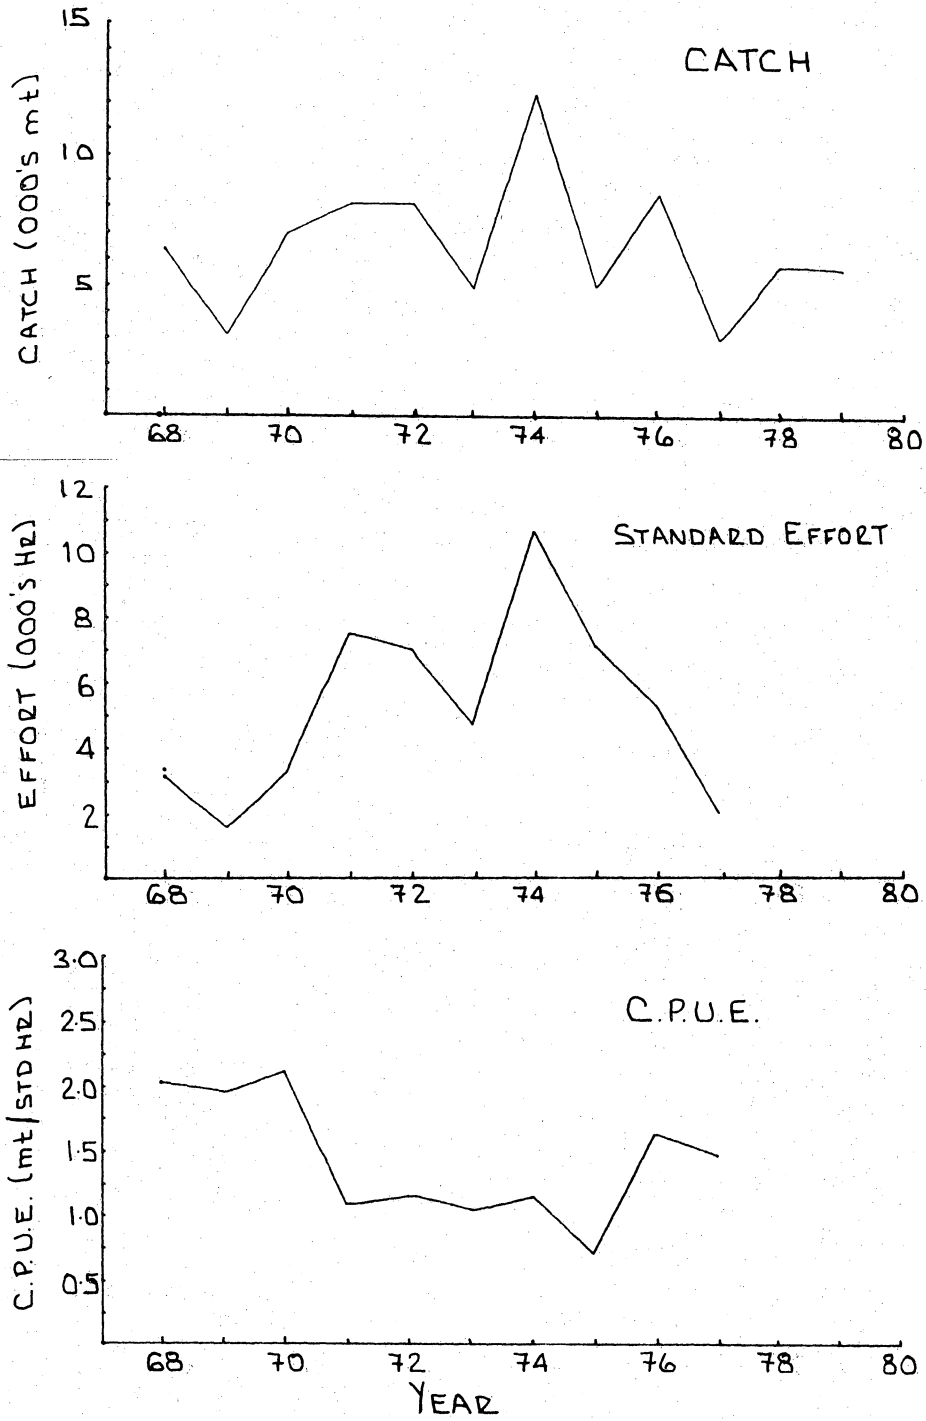 15
CATCH
10
5
CATCH (000's mt)
68 70 72 74 76 78 80
12
STANDARD EFFORT
10
8
6
4
2
EFFORT (000's HR)
68 70 72 74 76 78 80
3.0
C.P.U.E.
2.5
2.0
1.5
1.0
0.5
C.P.U.E. (mt/STD HR)
68 70 72 74 76 78 80
YEAR